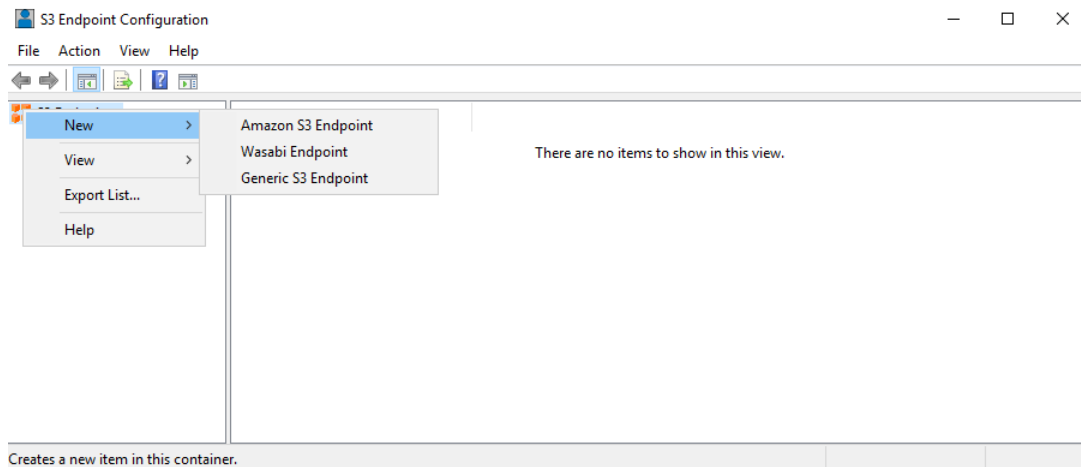 S3 Endpoint Configuration
File Action View Help
New
Amazon S3 Endpoint
View
Wasabi Endpoint
There are no items to show in this view.
Generic S3 Endpoint
Export List...
Help
Creates a new item in this container.